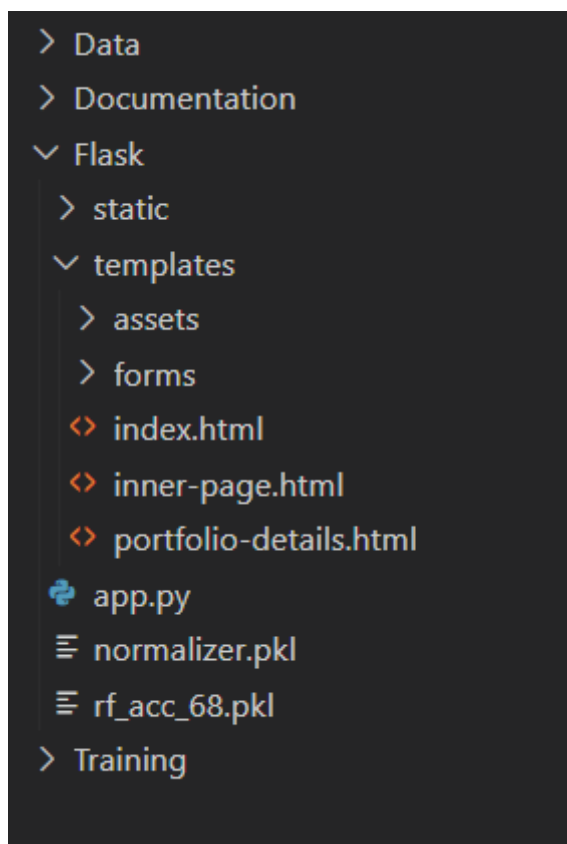 Data
Documentation
Flask
static
templates
assets
forms
index.html
inner-page.html
portfolio-details.html
app.py
normalizer.pkl
rf_acc_68.pkl
Training